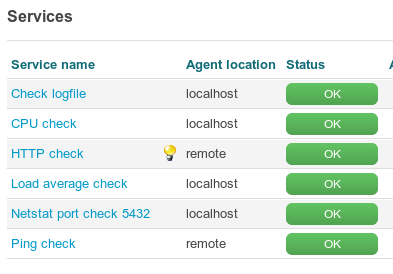 Services
Service name Agent location Status
Check logfile localhost OK
CPU check localhost OK
HTTP check remote OK
Load average check localhost OK
Netstat port check 5432 localhost OK
Ping check remote OK